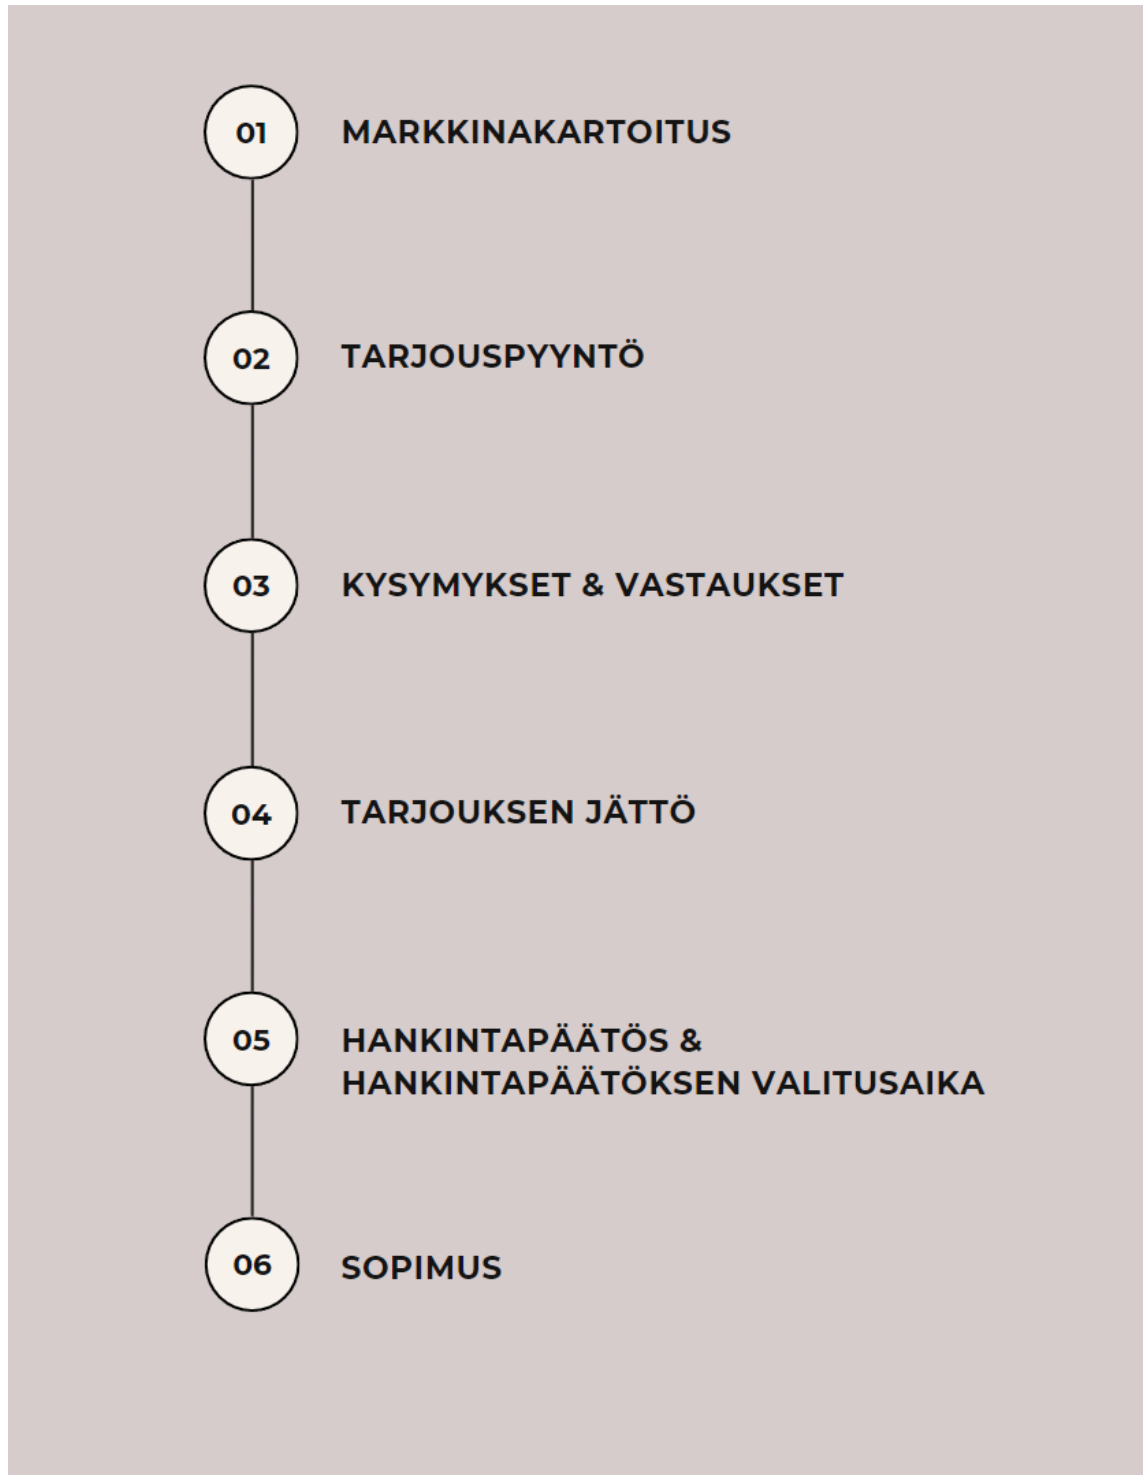 01
MARKKINAKARTOITUS
02
TARJOUSPYYNTÖ
03
KYSYMYKSET & VASTAUKSET
04
TARJOUKSEN JÄTTÖ
05
HANKINTAPÄÄTÖS &
HANKINTAPÄÄTÖKSEN VALITUSAIKA
06
SOPIMUS